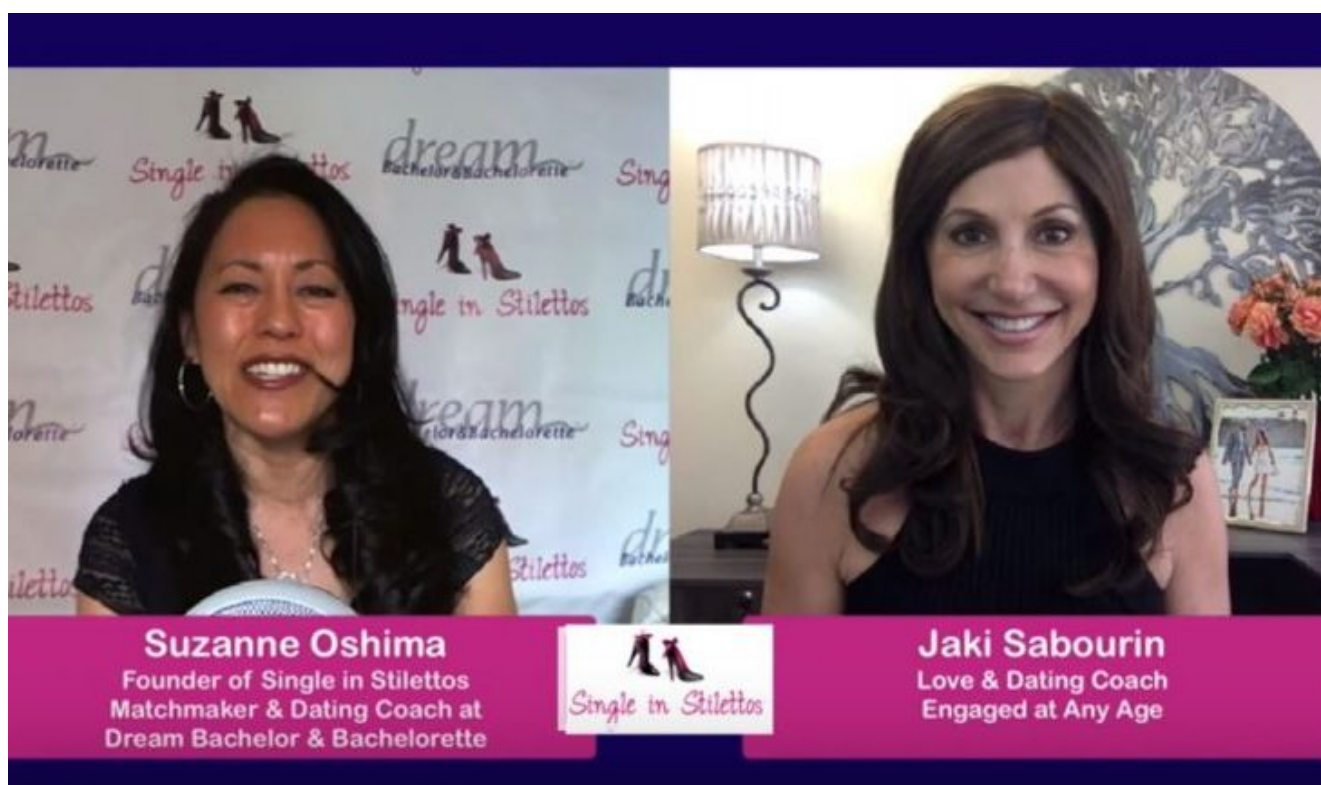 Single in Stilettos
dream
Bachelor&Bachelorette
Single in Stilettos
dream
Suzanne Oshima
Founder of Single in Stilettos
Matchmaker & Dating Coach at
Dream Bachelor & Bachelorette
Single in Stilettos
Jaki Sabourin
Love & Dating Coach
Engaged at Any Age